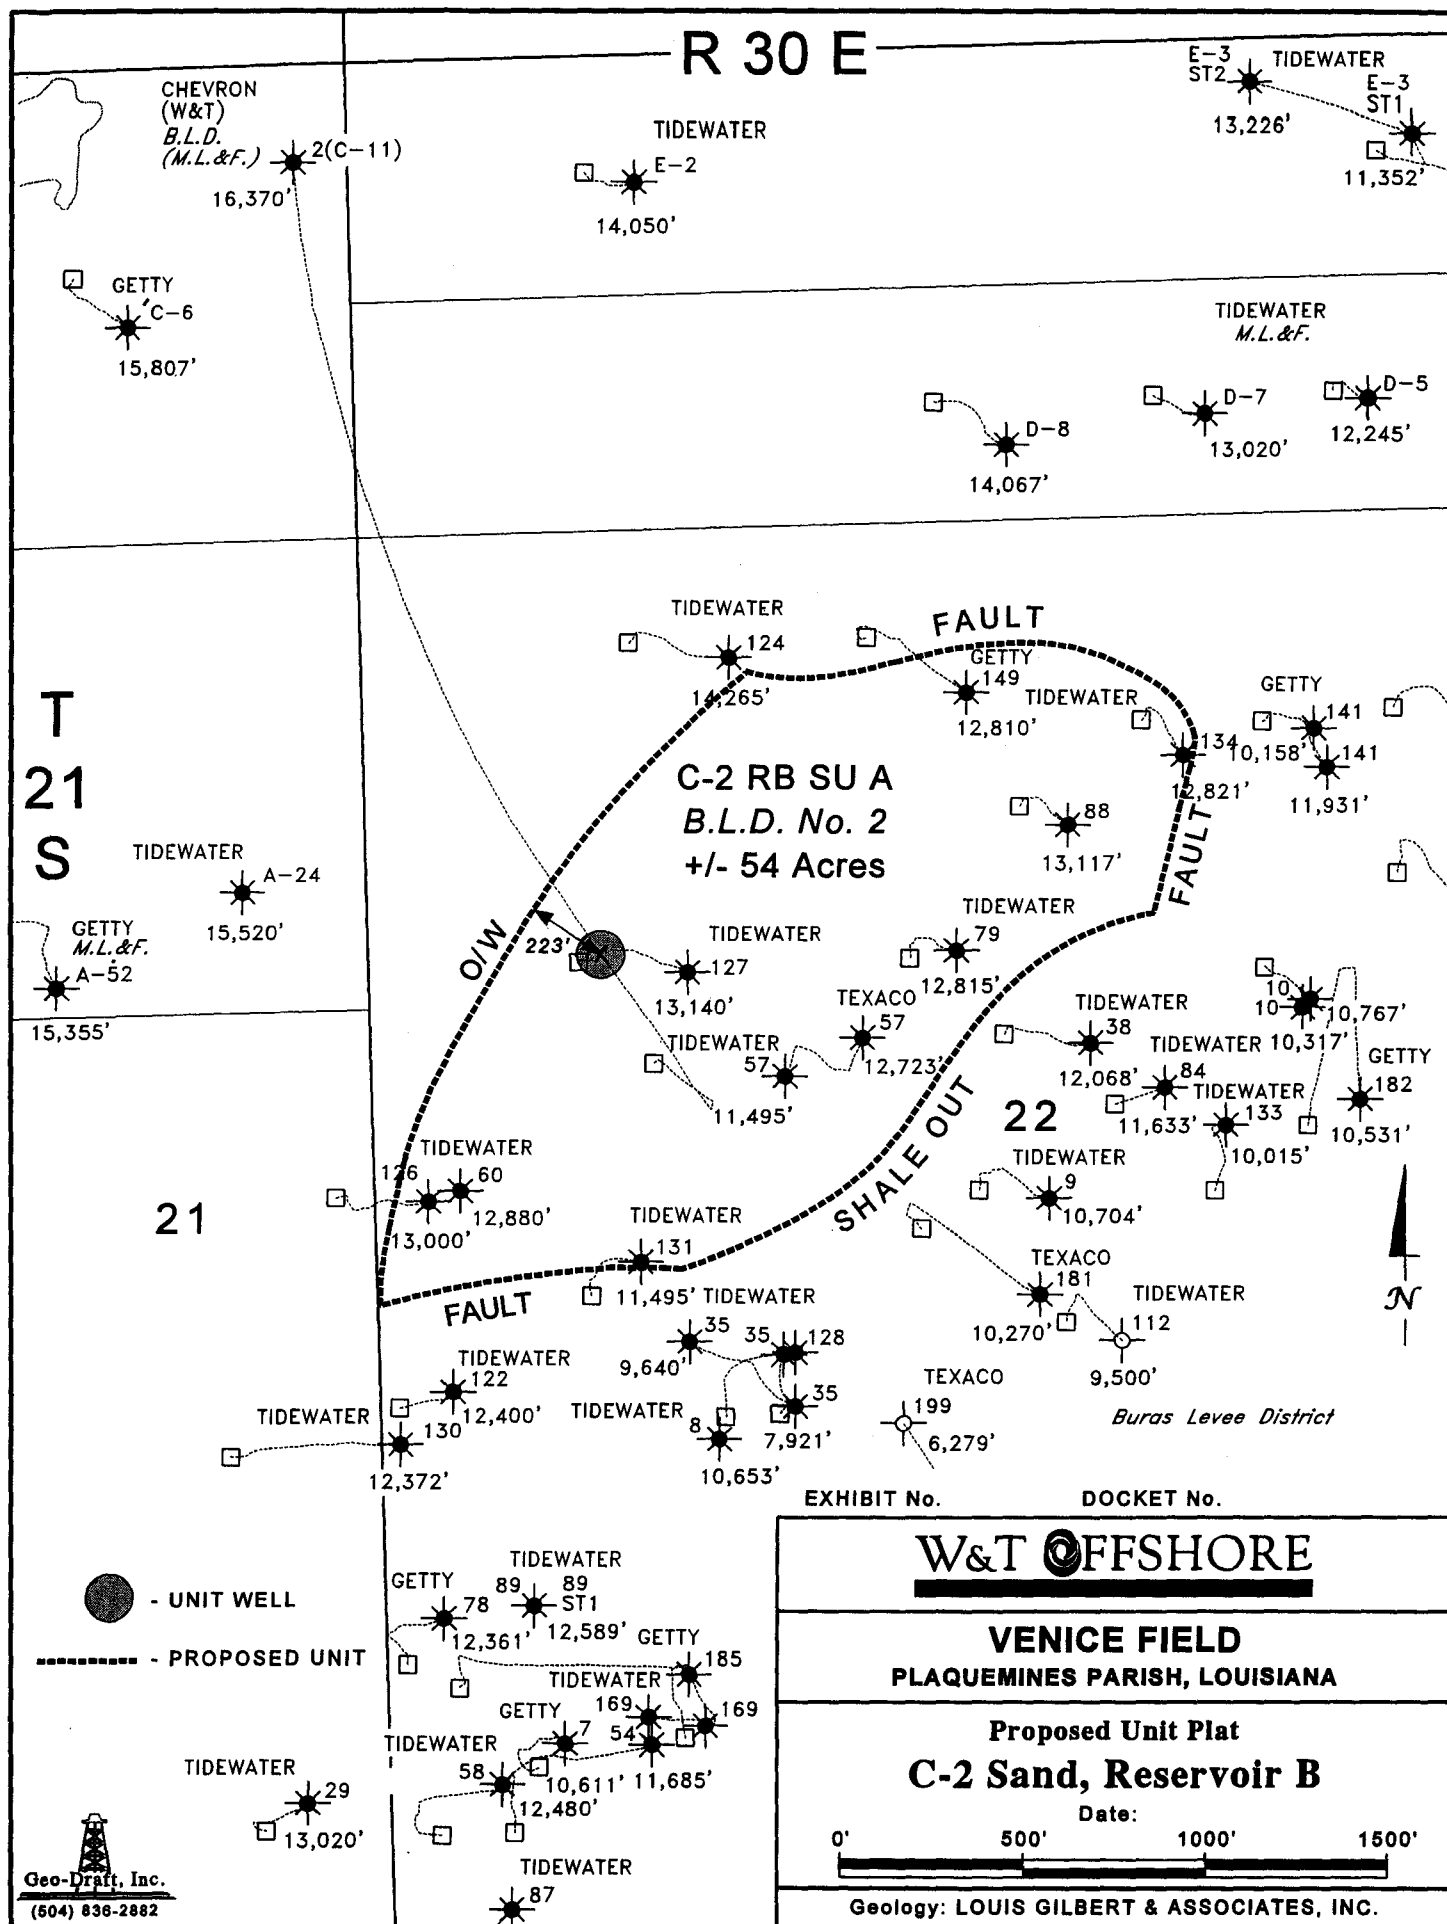 R 30 E
CHEVRON
(W&T)
B.L.D.
(M.L.&F.)
2(C-11)
16,370'
TIDEWATER
E-2
14,050'
E-3
ST2
TIDEWATER
13,226'
E-3
ST1
11,352'
GETTY
C-6
15,807'
TIDEWATER
M.L.&F.
D-8
14,067'
D-7
13,020'
D-5
12,245'
T
21
S
TIDEWATER
124
14,265'
FAULT
GETTY
149
12,810'
TIDEWATER
134
12,821'
GETTY
141
10,158'
141
11,931'
C-2 RB SU A
B.L.D. No. 2
+/- 54 Acres
88
13,117'
FAULT
TIDEWATER
A-24
15,520'
GETTY
M.L.&F.
A-52
15,355'
O/W
223'
TIDEWATER
127
13,140'
TIDEWATER
79
12,815'
TEXACO
57
12,723'
TIDEWATER
57
11,495'
TIDEWATER
38
12,068'
10
10,767'
10
10,317'
TIDEWATER
84
11,633'
TIDEWATER
133
10,015'
GETTY
182
10,531'
SHALE OUT
22
21
TIDEWATER
126
60
12,880'
13,000'
TIDEWATER
9
10,704'
TIDEWATER
131
11,495'
FAULT
TEXACO
181
10,270'
TIDEWATER
112
9,500'
TIDEWATER
35
9,640'
35
128
35
7,921'
TIDEWATER
8
10,653'
TIDEWATER
122
12,400'
TIDEWATER
130
12,372'
TEXACO
199
6,279'
Buras Levee District
EXHIBIT No.
DOCKET No.
W&T OFFSHORE
VENICE FIELD
PLAQUEMINES PARISH, LOUISIANA
Proposed Unit Plat
C-2 Sand, Reservoir B
Date:
0' 500' 1000' 1500'
Geology: LOUIS GILBERT & ASSOCIATES, INC.
N
- UNIT WELL
- PROPOSED UNIT
TIDEWATER
89
89
ST1
12,589'
GETTY
78
12,361'
GETTY
185
TIDEWATER
169
169
GETTY
7
10,611'
54
11,685'
TIDEWATER
58
12,480'
TIDEWATER
29
13,020'
TIDEWATER
87
Geo-Draft, Inc.
(504) 836-2882